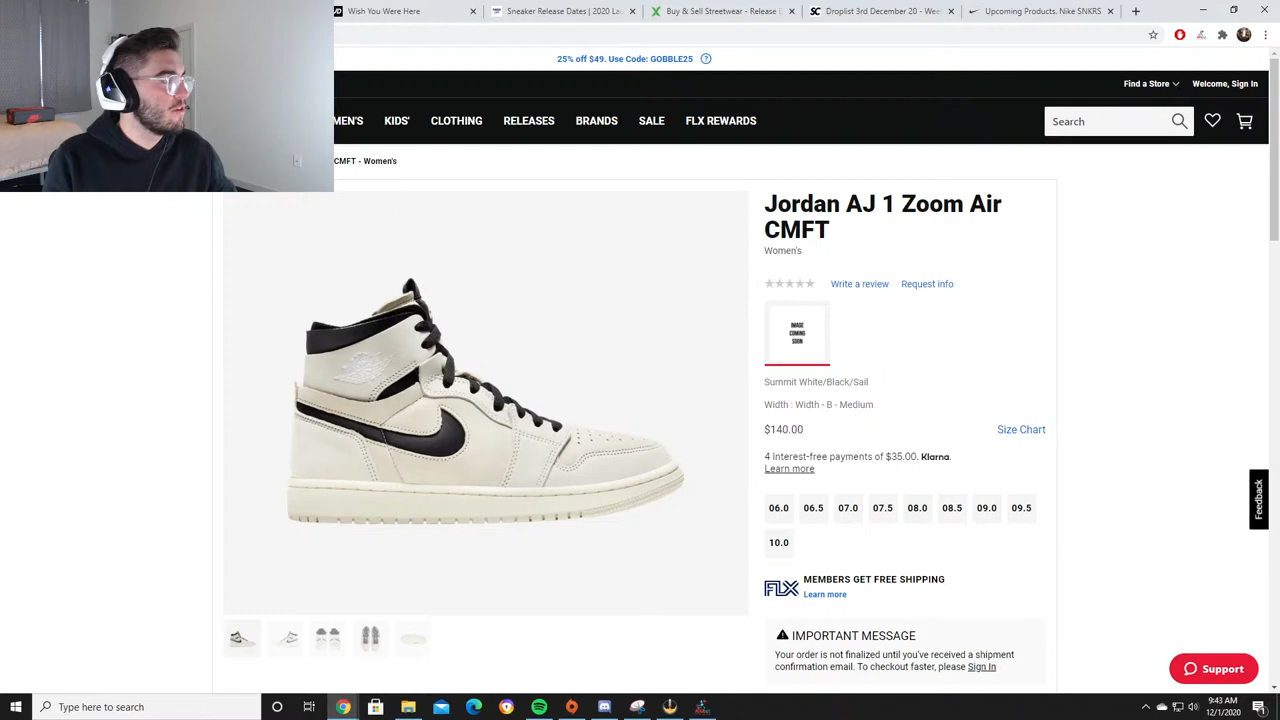 Wish You Were Here
Sneaker Release Dates | 2020 Lau
Buy & Sell Streetwear - Release D
SC Droplist 3rd December 20 -
Upcoming Products. Nike SNKRS
25% off $49. Use Code: GOBBLE25 ?
Find a Store
Welcome, Sign In
MEN'S KIDS' CLOTHING RELEASES BRANDS SALE FLX REWARDS
Search
CMFT - Women's
Jordan AJ 1 Zoom Air
CMFT
Women's
Write a review Request info
IMAGE
COMING
SOON
Summit White/Black/Sail
Width : Width - B - Medium
$140.00 Size Chart
4 interest-free payments of $35.00. Klarna.
Learn more
06.0 06.5 07.0 07.5 08.0 08.5 09.0 09.5
10.0
FLX MEMBERS GET FREE SHIPPING
Learn more
IMPORTANT MESSAGE
Your order is not finalized until you've received a shipment
confirmation email. To checkout faster, please Sign In
Feedback
Support
Type here to search
9:43 AM
12/1/2020